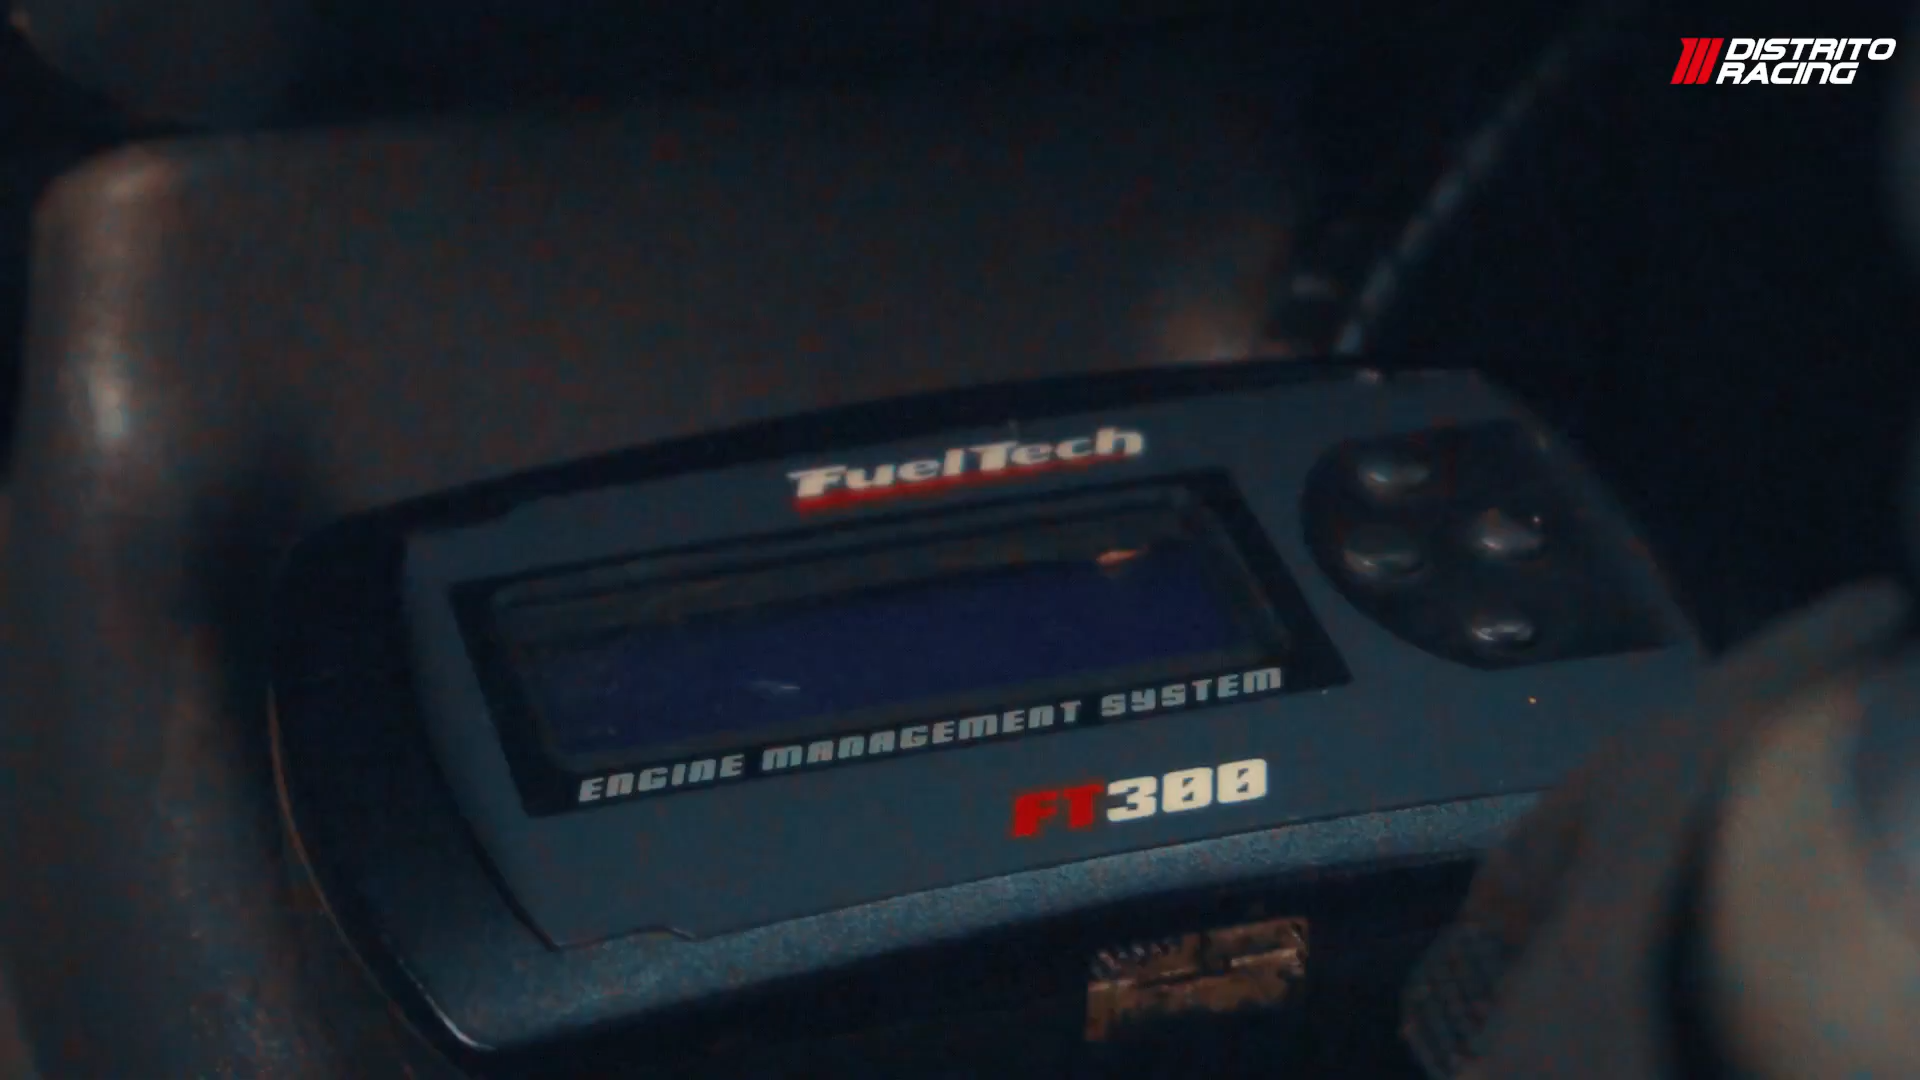 DISTRITO
RACING
FuelTech
ENGINE MANAGEMENT SYSTEM
FT300